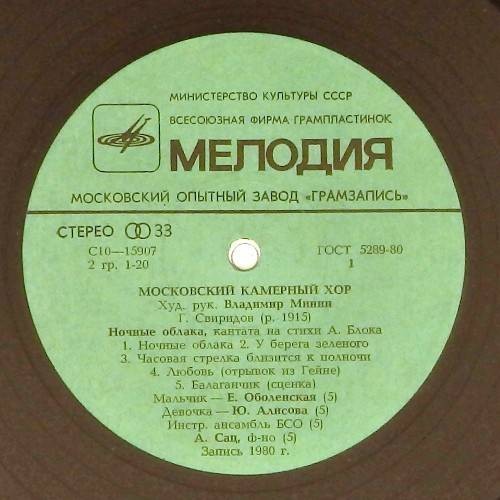 МИНИСТЕРСТВО КУЛЬТУРЫ СССР
ВСЕСОЮЗНАЯ ФИРМА ГРАМПЛАСТИНОК
МЕЛОДИЯ
МОСКОВСКИЙ ОПЫТНЫЙ ЗАВОД «ГРАМЗАПИСЬ»
СТЕРЕО 33
С10—15907 ГОСТ 5289-80
2 гр. 1-20 1
МОСКОВСКИЙ КАМЕРНЫЙ ХОР
Худ. рук. Владимир Минин
Г. Свиридов (р. 1915)
Ночные облака, кантата на стихи А. Блока
1. Ночные облака 2. У берега зеленого
3. Часовая стрелка близится к полночи
4. Любовь (отрывок из Гейне)
5. Балаганчик (сценка)
Мальчик — Е. Оболенская (5)
Девочка — Ю. Алисова (5)
Инстр. ансамбль БСО (5)
А. Сац, ф-но (5)
Запись 1980 г.